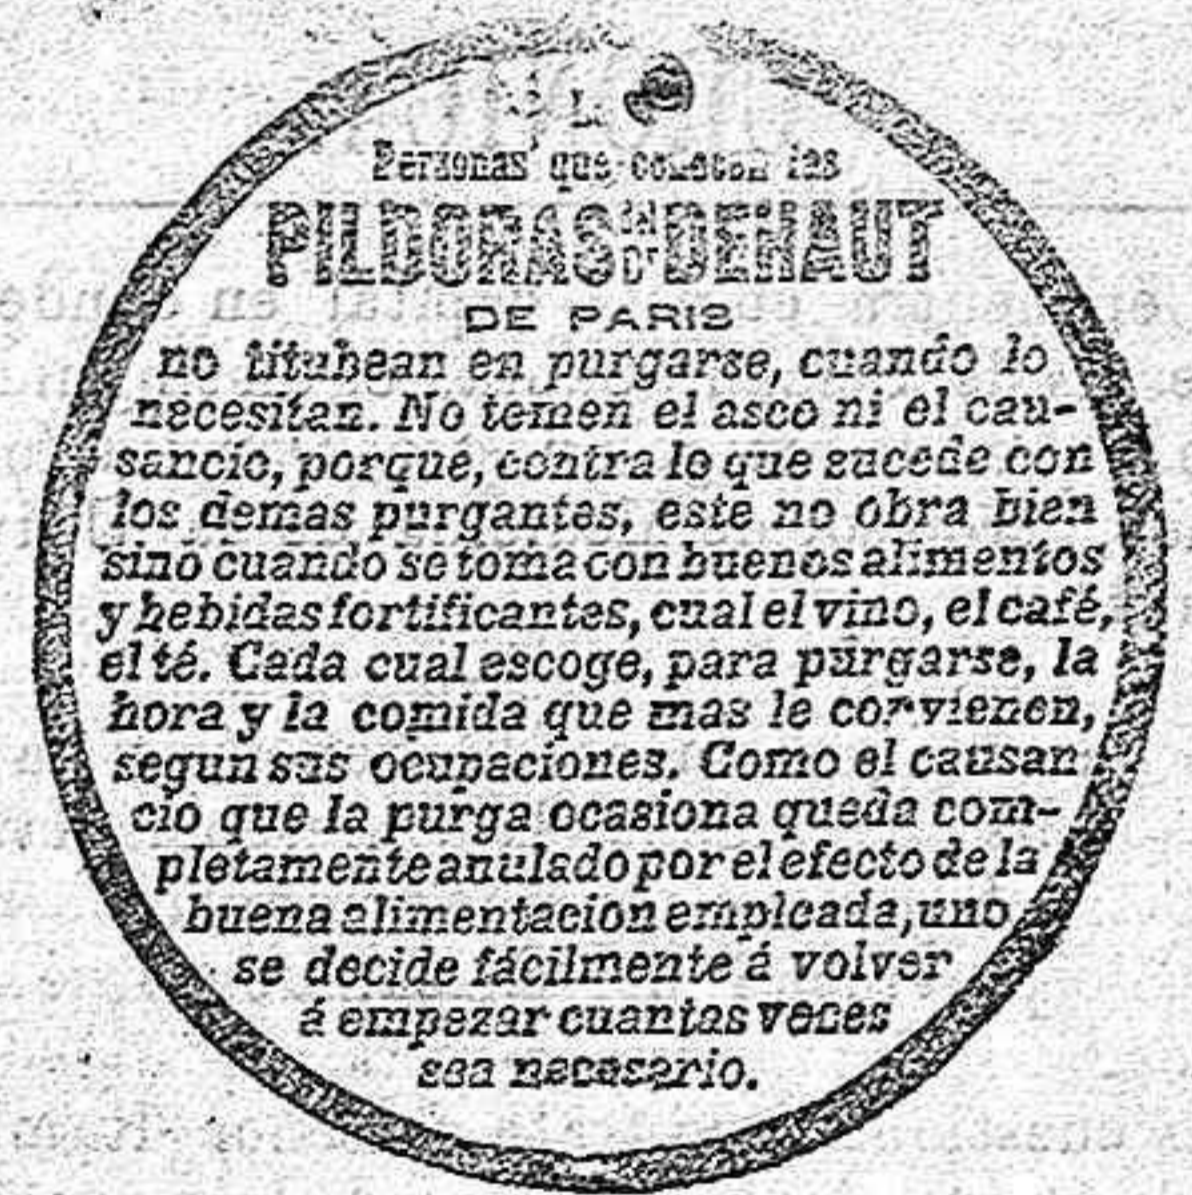 Personas que conocen las
PILDORAS DEL DR DEHAUT
DE PARIS
no titubean en purgarse, cuando lo
necesitan. No temen el asco ni el cau-
sancio, porque, contra lo que sucede con
los demas purgantes, este no obra bien
sino cuando se toma con buenos alimentos
y bebidas fortificantes, cual el vino, el café,
el té. Cada cual escoge, para purgarse, la
hora y la comida que mas le convienen,
segun sus ocupaciones. Como el causan
cio que la purga ocasiona queda com-
pletamente anulado por el efecto de la
buena alimentacion empleada, uno
se decide fácilmente á volver
á empezar cuantas veces
sea necesario.